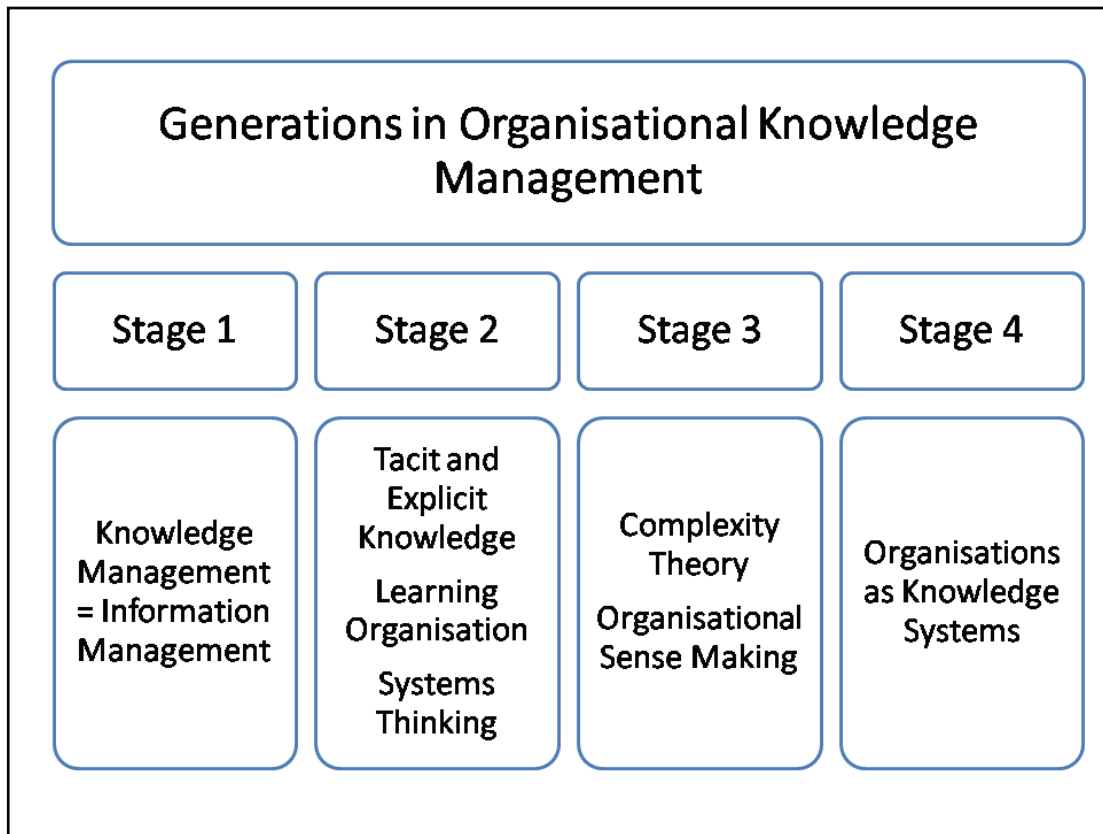 Generations in Organisational Knowledge
Management
Stage 1
Stage 2
Stage 3
Stage 4
Knowledge
Management
= Information
Management
Tacit and
Explicit
Knowledge
Learning
Organisation
Systems
Thinking
Complexity
Theory
Organisational
Sense Making
Organisations
as Knowledge
Systems